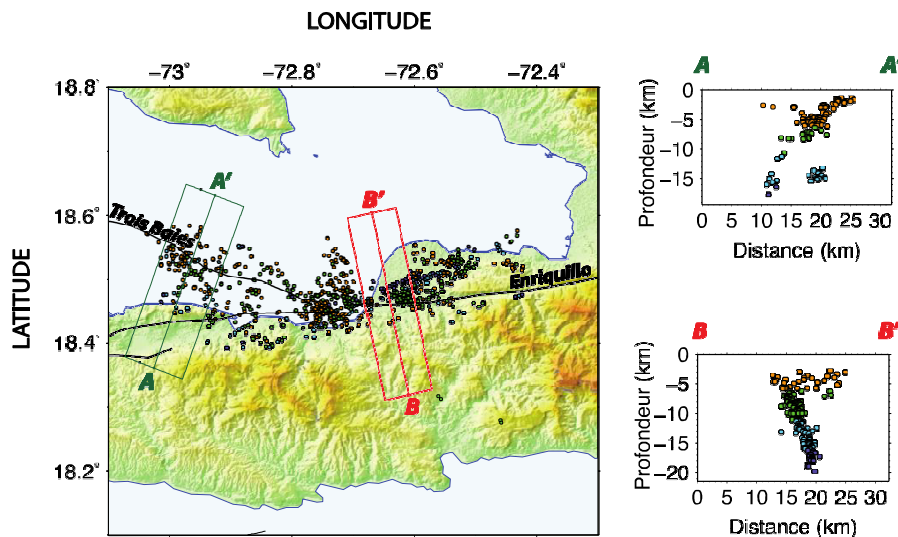 LONGITUDE
−73° −72.8° −72.6° −72.4°
18.8°
18.6°
18.4°
18.2°
LATITUDE
A'
Trois Baies
A
B'
Enriquillo
B
A A'
Profondeur (km)
0
−5
−10
−15
0 5 10 15 20 25 30
Distance (km)
B B'
Profondeur (km)
0
−5
−10
−15
−20
0 5 10 15 20 25 30
Distance (km)